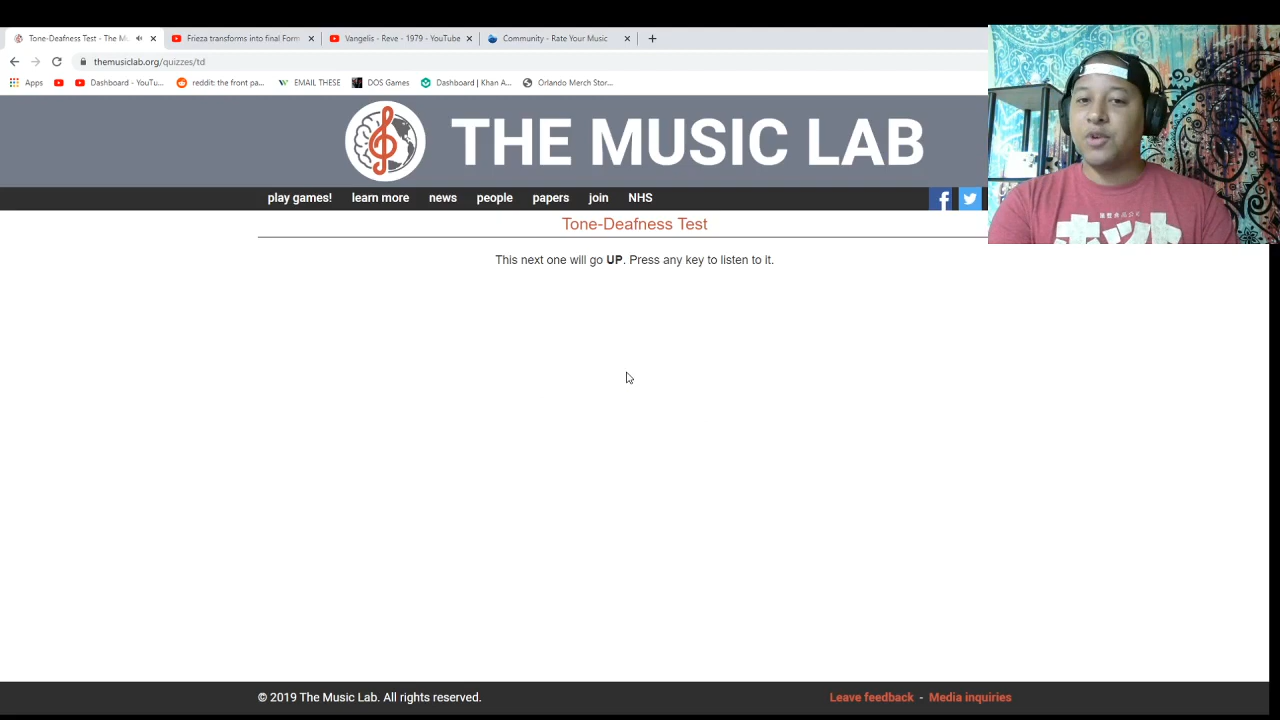 Tone-Deafness Test - The M
Frieza transforms into final Form
Vangelis - Reve - 1979 - YouTube
Community - Rate Your Music
themusiclab.org/quizzes/td
Apps
Dashboard - YouTu...
reddit: the front pa...
EMAIL THESE
DOS Games
Dashboard | Khan A...
Orlando Merch Stor...
THE MUSIC LAB
play games! learn more news people papers join NHS
Tone-Deafness Test
This next one will go UP. Press any key to listen to it.
© 2019 The Music Lab. All rights reserved.
Leave feedback - Media inquiries